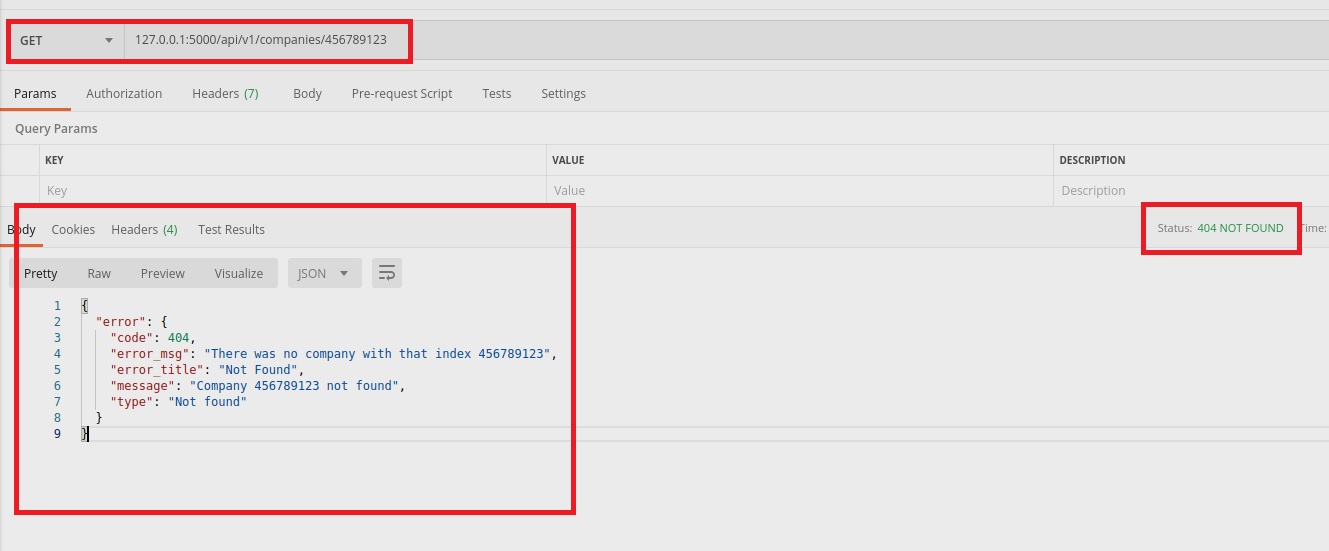 GET 127.0.0.1:5000/api/v1/companies/456789123
Params Authorization Headers (7) Body Pre-request Script Tests Settings
Query Params
KEY VALUE DESCRIPTION
Key Value Description
Body Cookies Headers (4) Test Results Status: 404 NOT FOUND Time:
Pretty Raw Preview Visualize JSON
1 {
2 "error": {
3 "code": 404,
4 "error_msg": "There was no company with that index 456789123",
5 "error_title": "Not Found",
6 "message": "Company 456789123 not found",
7 "type": "Not found"
8 }
9 }